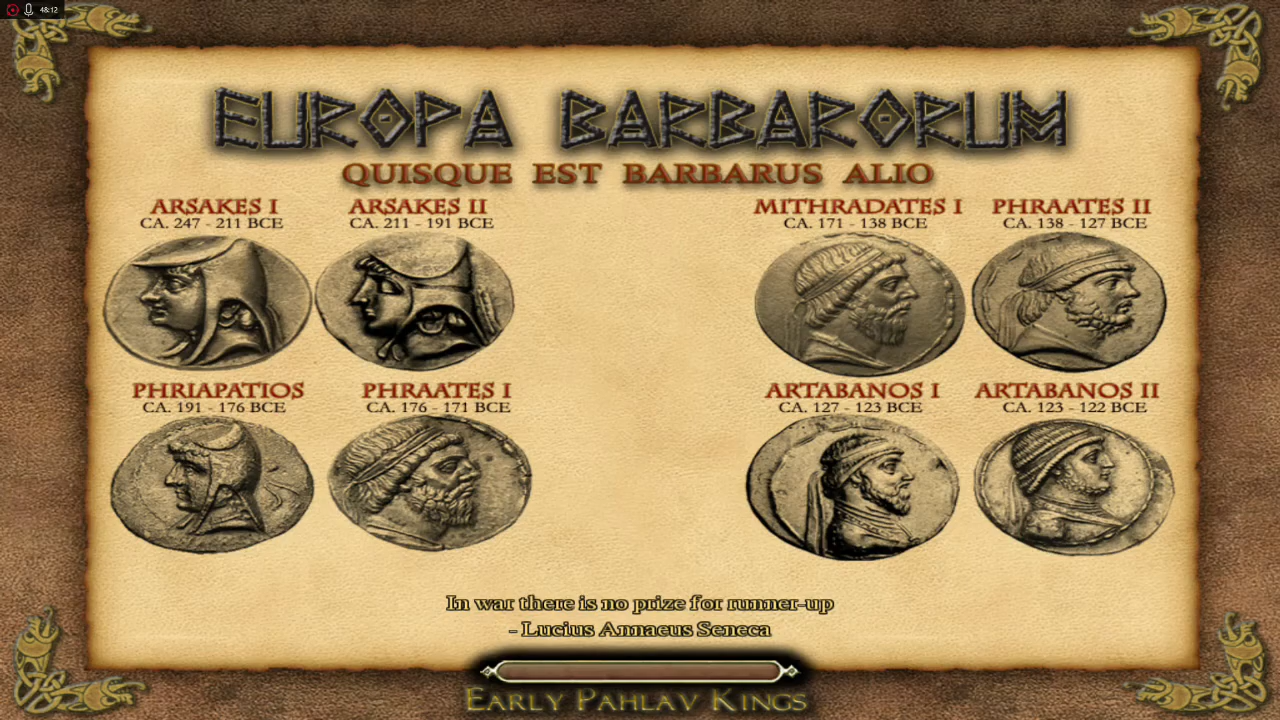 48:12
EUROPA BARBARORUM
QUISQUE EST BARBARUS ALIO
ARSAKES I
CA. 247 - 211 BCE
ARSAKES II
CA. 211 - 191 BCE
MITHRADATES I
CA. 171 - 138 BCE
PHRAATES II
CA. 138 - 127 BCE
PHRIAPATIOS
CA. 191 - 176 BCE
PHRAATES I
CA. 176 - 171 BCE
ARTABANOS I
CA. 127 - 123 BCE
ARTABANOS II
CA. 123 - 122 BCE
In war there is no prize for runner-up
- Lucius Annaeus Seneca
EARLY PAHLAV KINGS